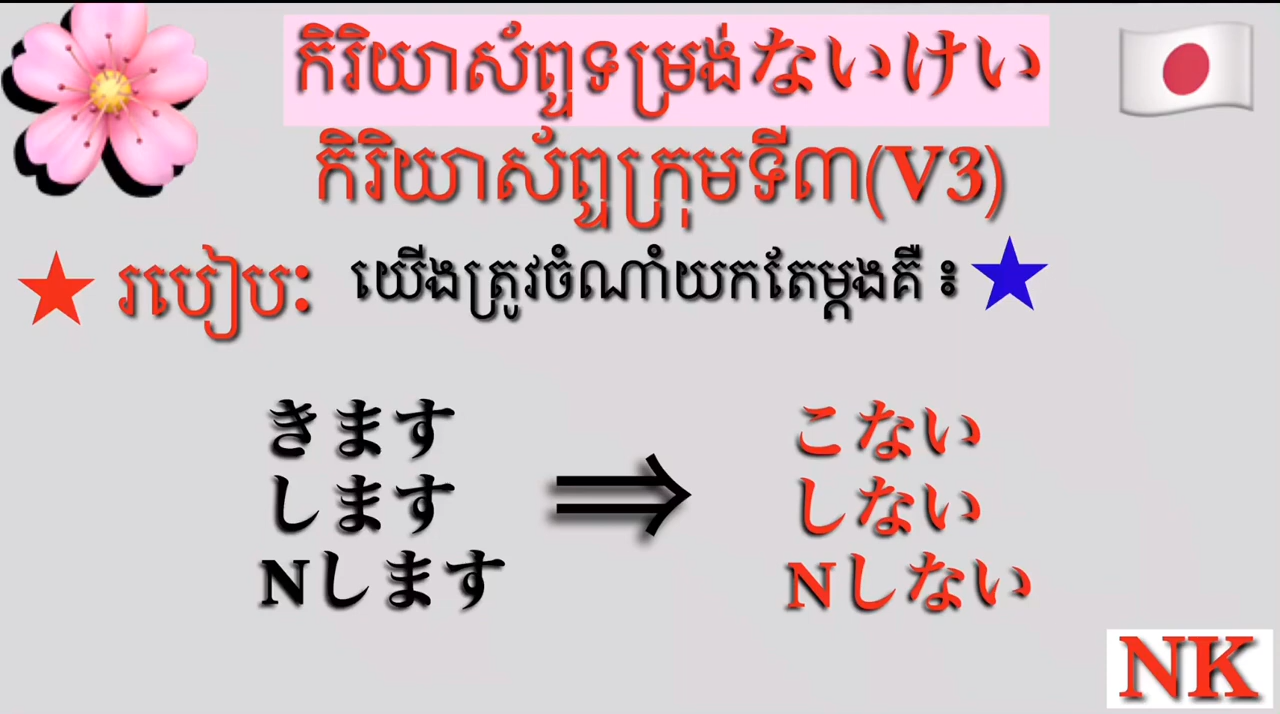 កិរិយាស័ព្ទទម្រង់ないけい
កិរិយាស័ព្ទក្រុមទី៣(V3)
របៀប: យើងត្រូវចំណាំយកតែម្តងគឺ ៖
きます ⇒ こない
します しない
Nします Nしない
NK